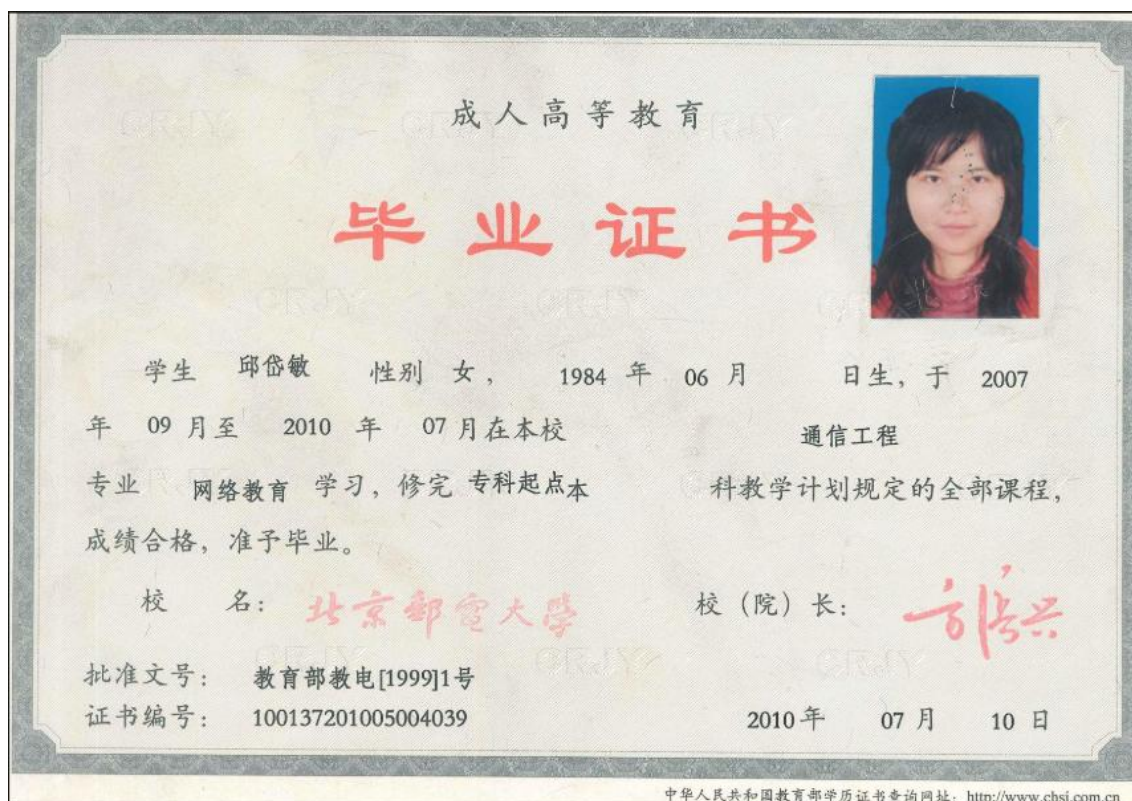 成人高等教育
毕业证书
学生 邱岱敏 性别 女, 1984 年 06 月 日生, 于 2007
年 09 月至 2010 年 07 月在本校 通信工程
专业 网络教育 学习, 修完 专科起点本 科教学计划规定的全部课程,
成绩合格, 准予毕业。
校 名: 北京邮电大学 校 (院) 长: 方滨兴
批准文号: 教育部教电[1999]1号
证书编号: 100137201005004039 2010年 07月 10日
中华人民共和国教育部学历证书查询网址: http://www.chsi.com.cn